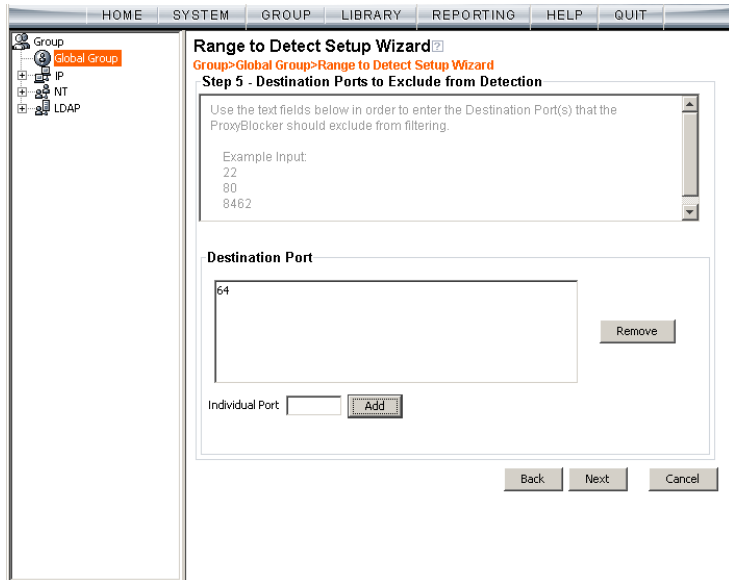 HOME SYSTEM GROUP LIBRARY REPORTING HELP QUIT
Group
Global Group
IP
NT
LDAP
Range to Detect Setup Wizard?
Group>Global Group>Range to Detect Setup Wizard
Step 5 - Destination Ports to Exclude from Detection
Use the text fields below in order to enter the Destination Port(s) that the
ProxyBlocker should exclude from filtering.
Example Input:
22
80
8462
Destination Port
64
Remove
Individual Port Add
Back Next Cancel